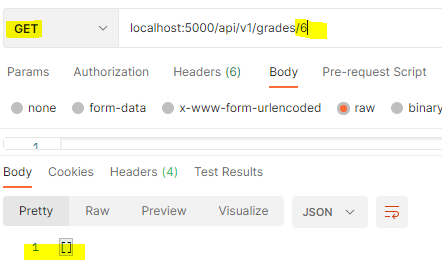 GET localhost:5000/api/v1/grades/6
Params Authorization Headers (6) Body Pre-request Script
none form-data x-www-form-urlencoded raw binary
1
Body Cookies Headers (4) Test Results
Pretty Raw Preview Visualize JSON
1 []